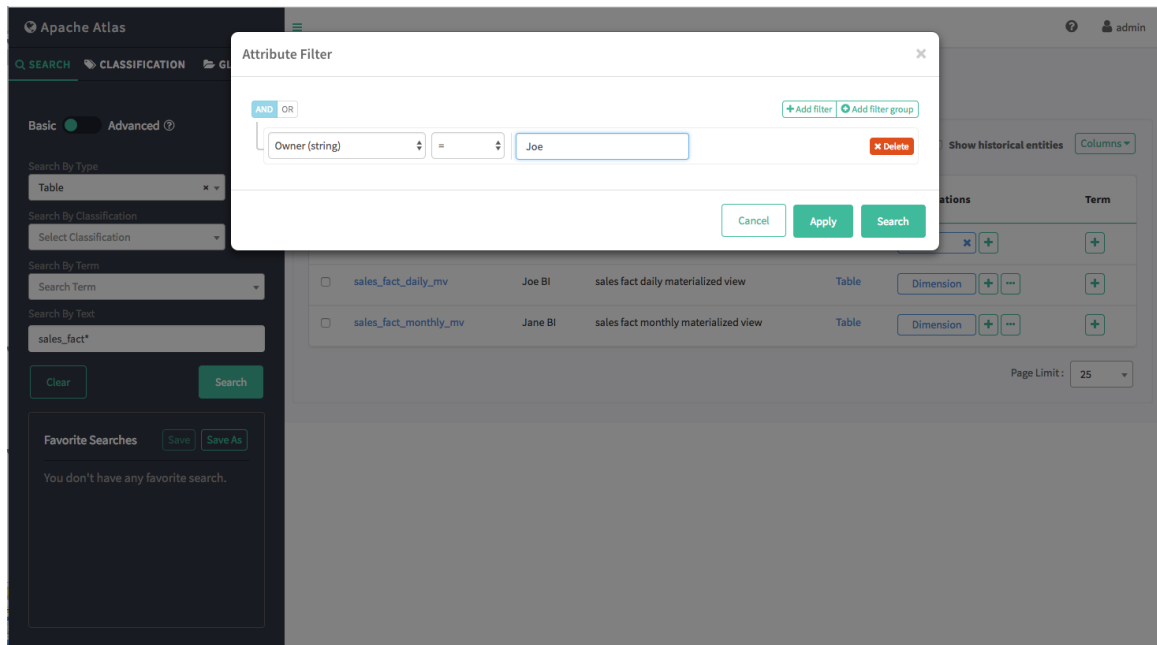 Apache Atlas
admin
SEARCH CLASSIFICATION GL
Attribute Filter
AND OR
Add filter Add filter group
Owner (string) = Joe Delete
Cancel Apply Search
Basic Advanced
Search By Type
Table
Search By Classification
Select Classification
Search By Term
Search Term
Search By Text
sales_fact*
Clear Search
Favorite Searches Save Save As
You don't have any favorite search.
Show historical entities Columns
ations Term
sales_fact_daily_mv Joe BI sales fact daily materialized view Table Dimension
sales_fact_monthly_mv Jane BI sales fact monthly materialized view Table Dimension
Page Limit : 25